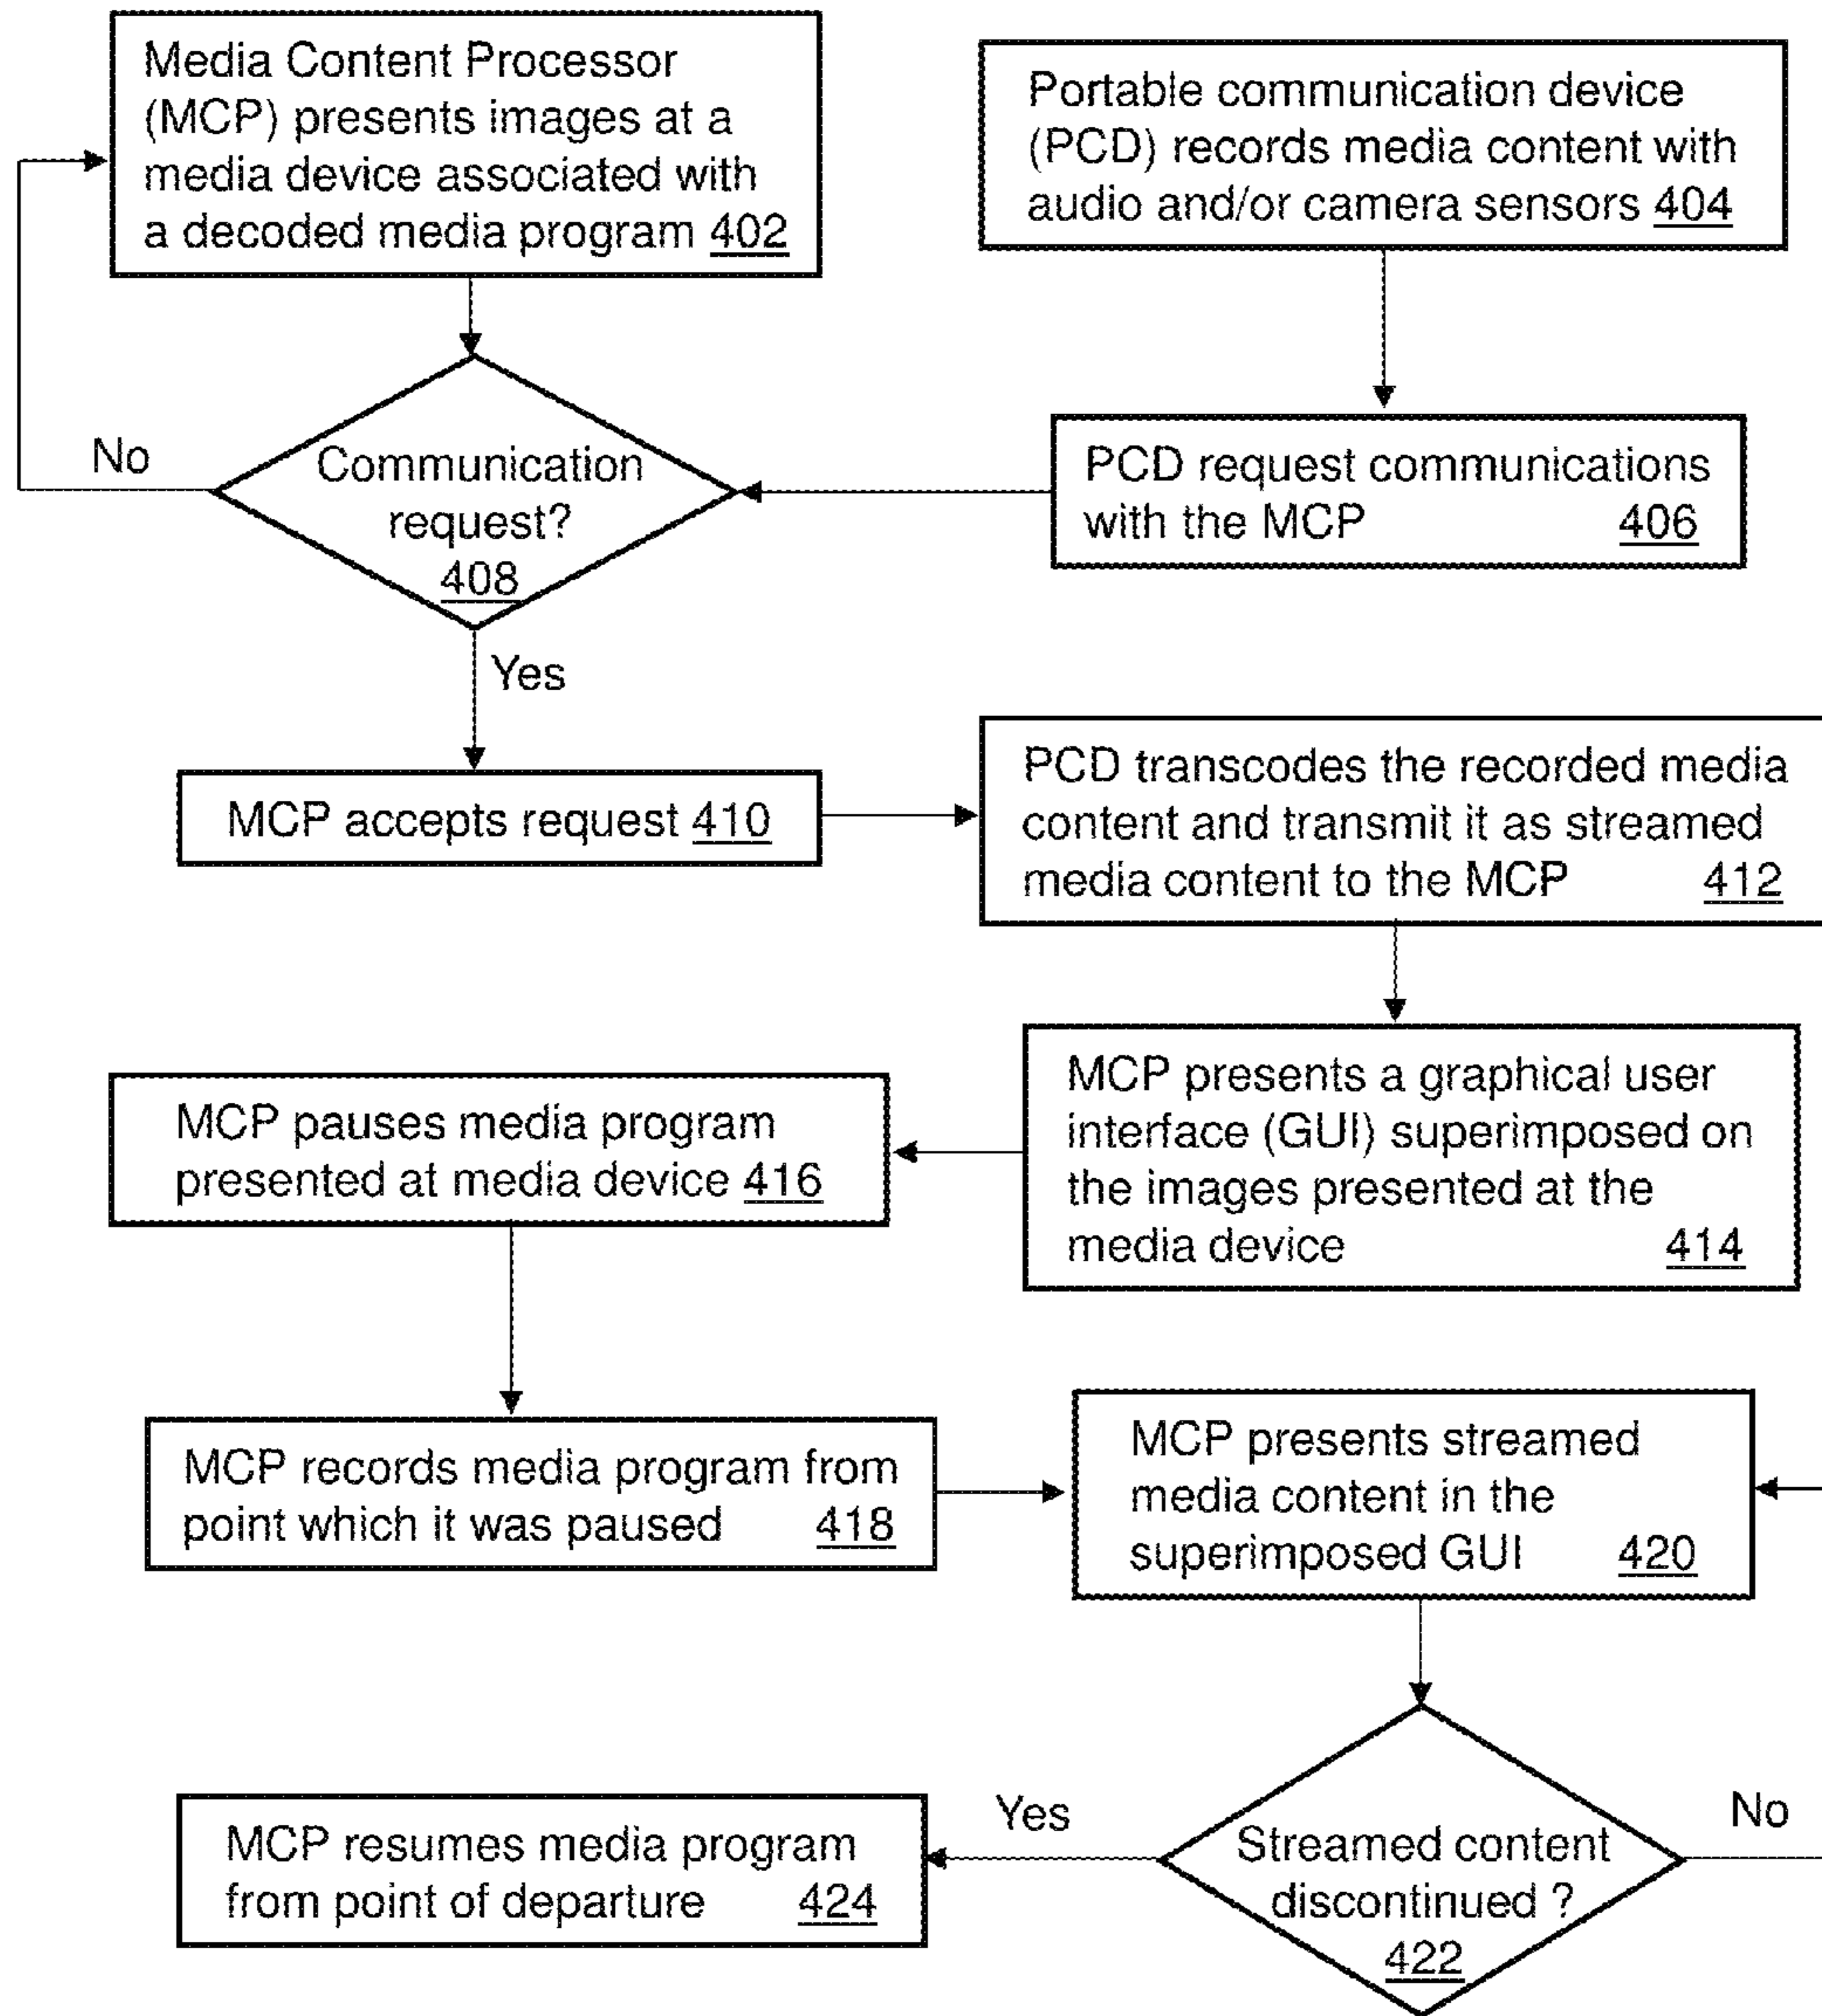 Media Content Processor
(MCP) presents images at a
media device associated with
a decoded media program 402
Portable communication device
(PCD) records media content with
audio and/or camera sensors 404
No
Communication
request?
408
PCD request communications
with the MCP 406
Yes
MCP accepts request 410
PCD transcodes the recorded media
content and transmit it as streamed
media content to the MCP 412
MCP presents a graphical user
interface (GUI) superimposed on
the images presented at the
media device 414
MCP pauses media program
presented at media device 416
MCP records media program from
point which it was paused 418
MCP presents streamed
media content in the
superimposed GUI 420
Streamed content
discontinued ?
422
Yes
No
MCP resumes media program
from point of departure 424